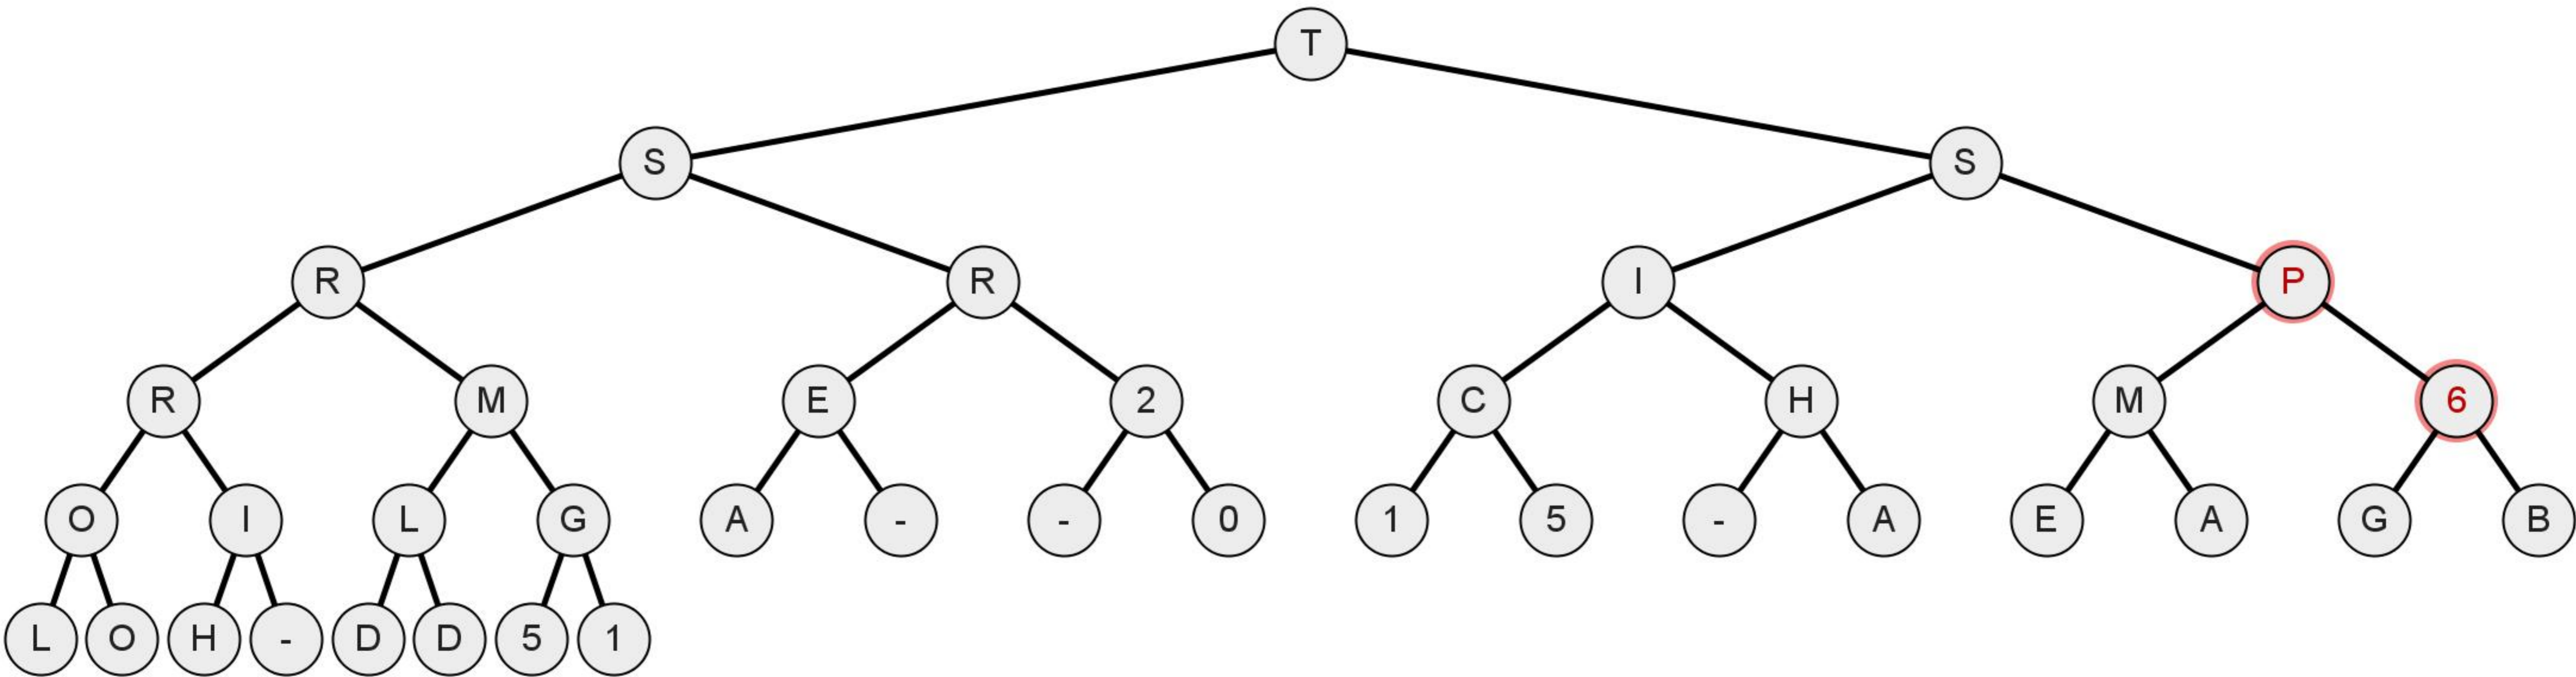 T
S S
R R I P
R M E 2 C H M 6
O I L G A - - 0 1 5 - A E A G B
L O H - D D 5 1